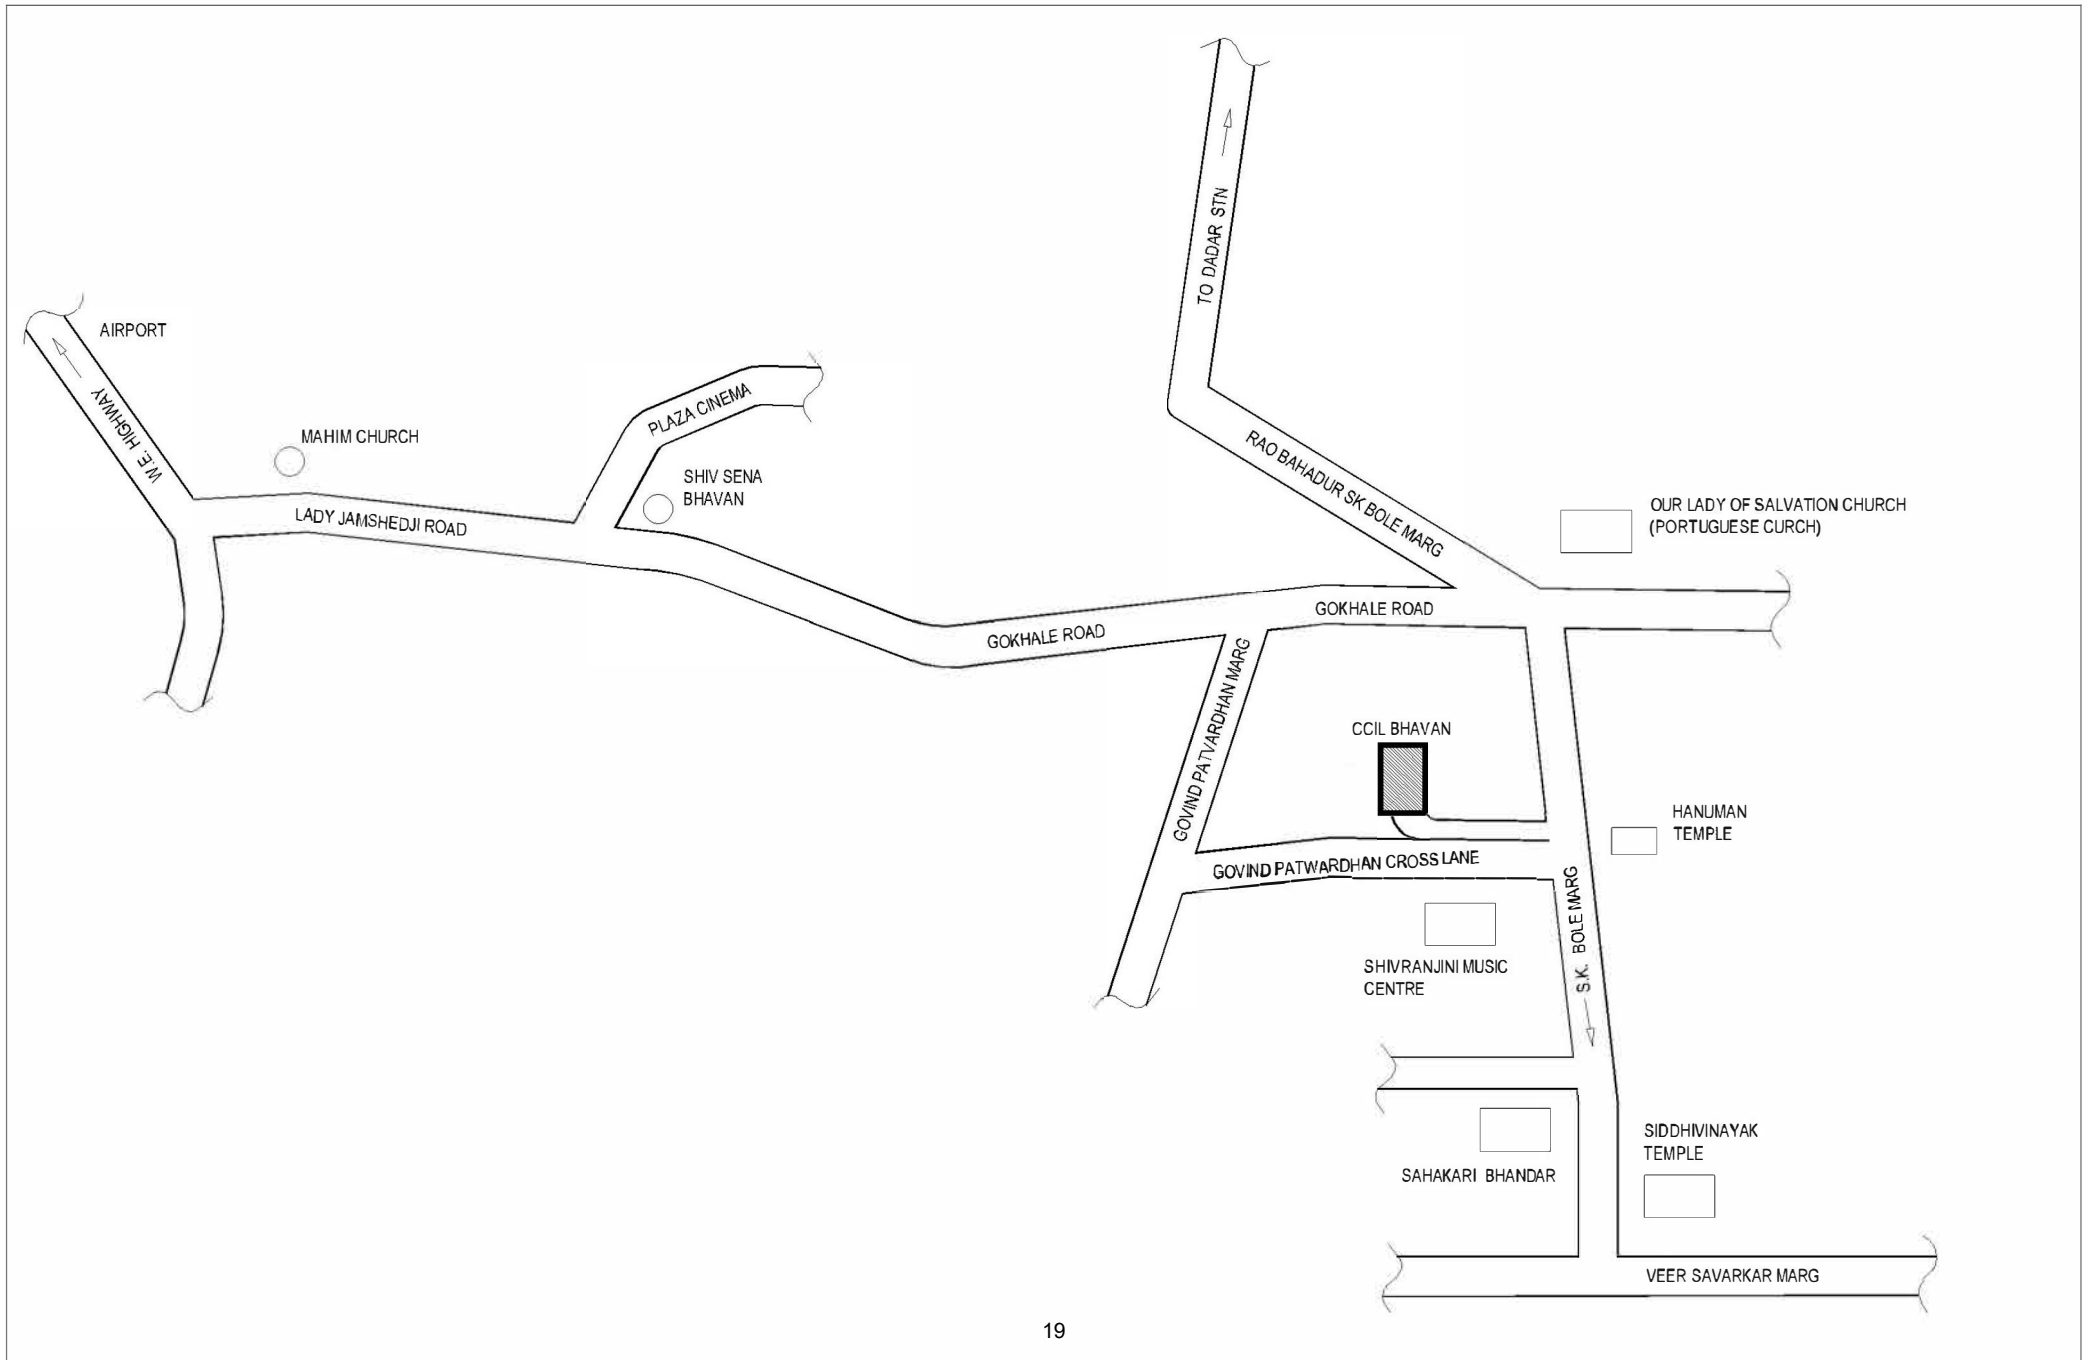 TO DADAR STN
AIRPORT
W.E. HIGHWAY
MAHIM CHURCH
PLAZA CINEMA
SHIV SENA
BHAVAN
LADY JAMSHEDJI ROAD
RAO BAHADUR SK BOLE MARG
OUR LADY OF SALVATION CHURCH
(PORTUGUESE CURCH)
GOKHALE ROAD
GOKHALE ROAD
GOVIND PATVARDHAN MARG
CCIL BHAVAN
HANUMAN
TEMPLE
GOVIND PATWARDHAN CROSS LANE
S.K. BOLE MARG
SHIVRANJINI MUSIC
CENTRE
SIDDHIVINAYAK
TEMPLE
SAHAKARI BHANDAR
VEER SAVARKAR MARG
19